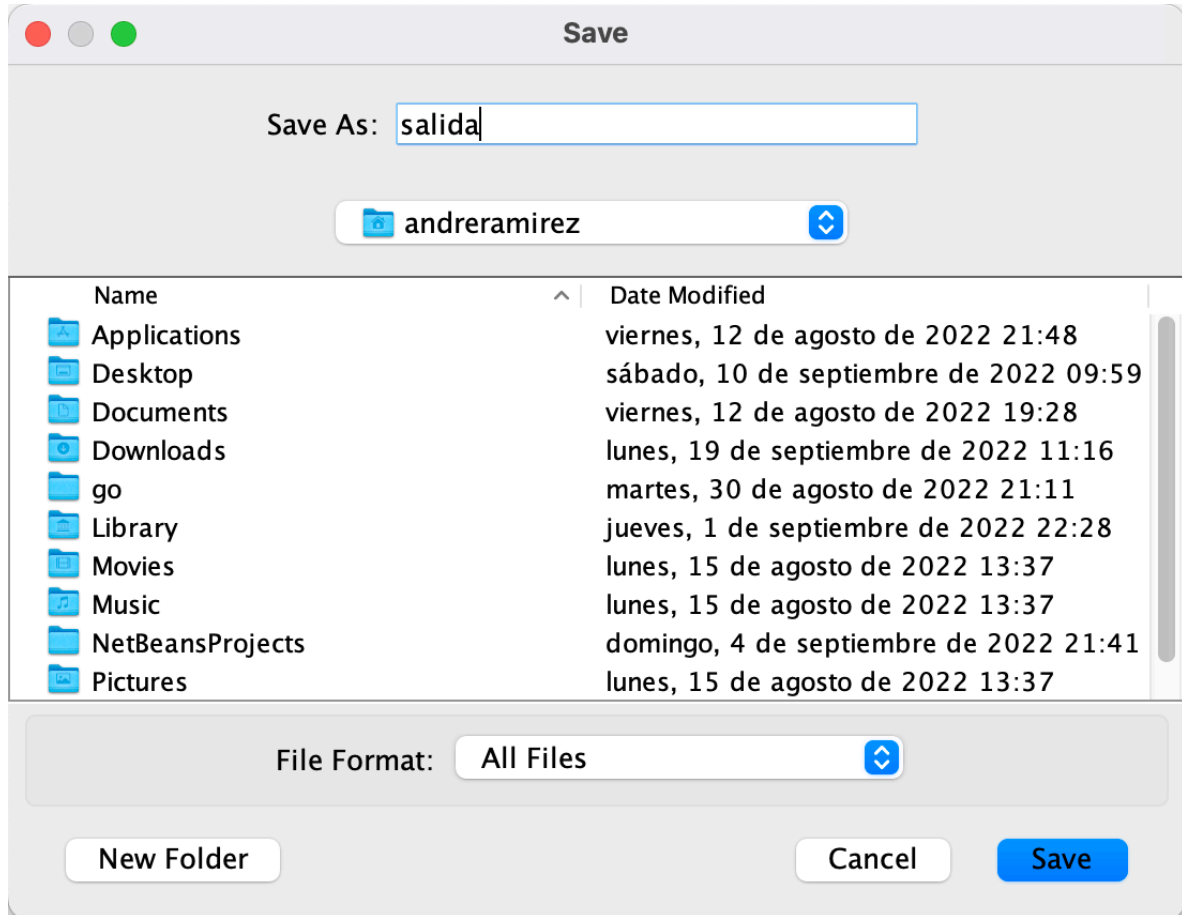 Save
Save As: salida
andreramirez
Name Date Modified
Applications viernes, 12 de agosto de 2022 21:48
Desktop sábado, 10 de septiembre de 2022 09:59
Documents viernes, 12 de agosto de 2022 19:28
Downloads lunes, 19 de septiembre de 2022 11:16
go martes, 30 de agosto de 2022 21:11
Library jueves, 1 de septiembre de 2022 22:28
Movies lunes, 15 de agosto de 2022 13:37
Music lunes, 15 de agosto de 2022 13:37
NetBeansProjects domingo, 4 de septiembre de 2022 21:41
Pictures lunes, 15 de agosto de 2022 13:37
File Format: All Files
New Folder Cancel Save